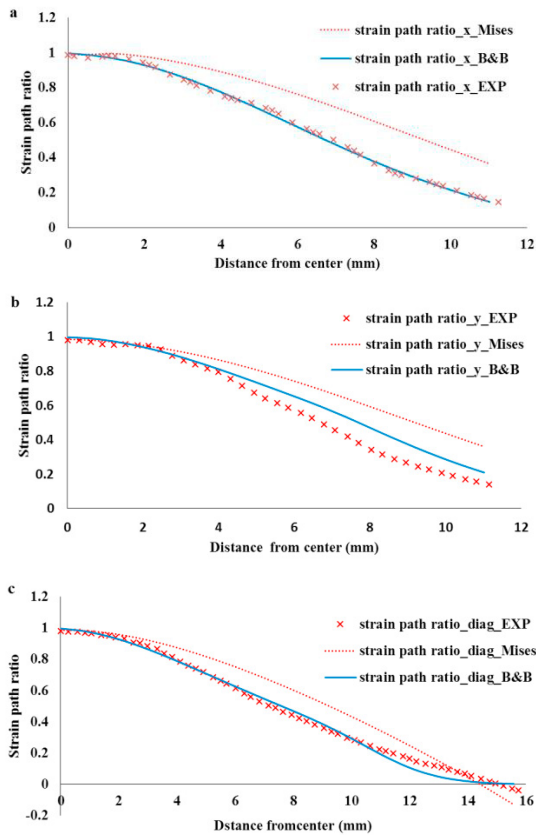 a
1.2
1
0.8
0.6
0.4
0.2
0
Strain path ratio
strain path ratio_x_Mises
strain path ratio_x_B&B
strain path ratio_x_EXP
0 2 4 6 8 10 12
Distance from center (mm)
b
1.2
1
0.8
0.6
0.4
0.2
0
Strain path ratio
strain path ratio_y_EXP
strain path ratio_y_Mises
strain path ratio_y_B&B
0 2 4 6 8 10 12
Distance from center (mm)
c
1.2
1
0.8
0.6
0.4
0.2
0
-0.2
Strain path ratio
strain path ratio_diag_EXP
strain path ratio_diag_Mises
strain path ratio_diag_B&B
0 2 4 6 8 10 12 14 16
Distance fromcenter (mm)